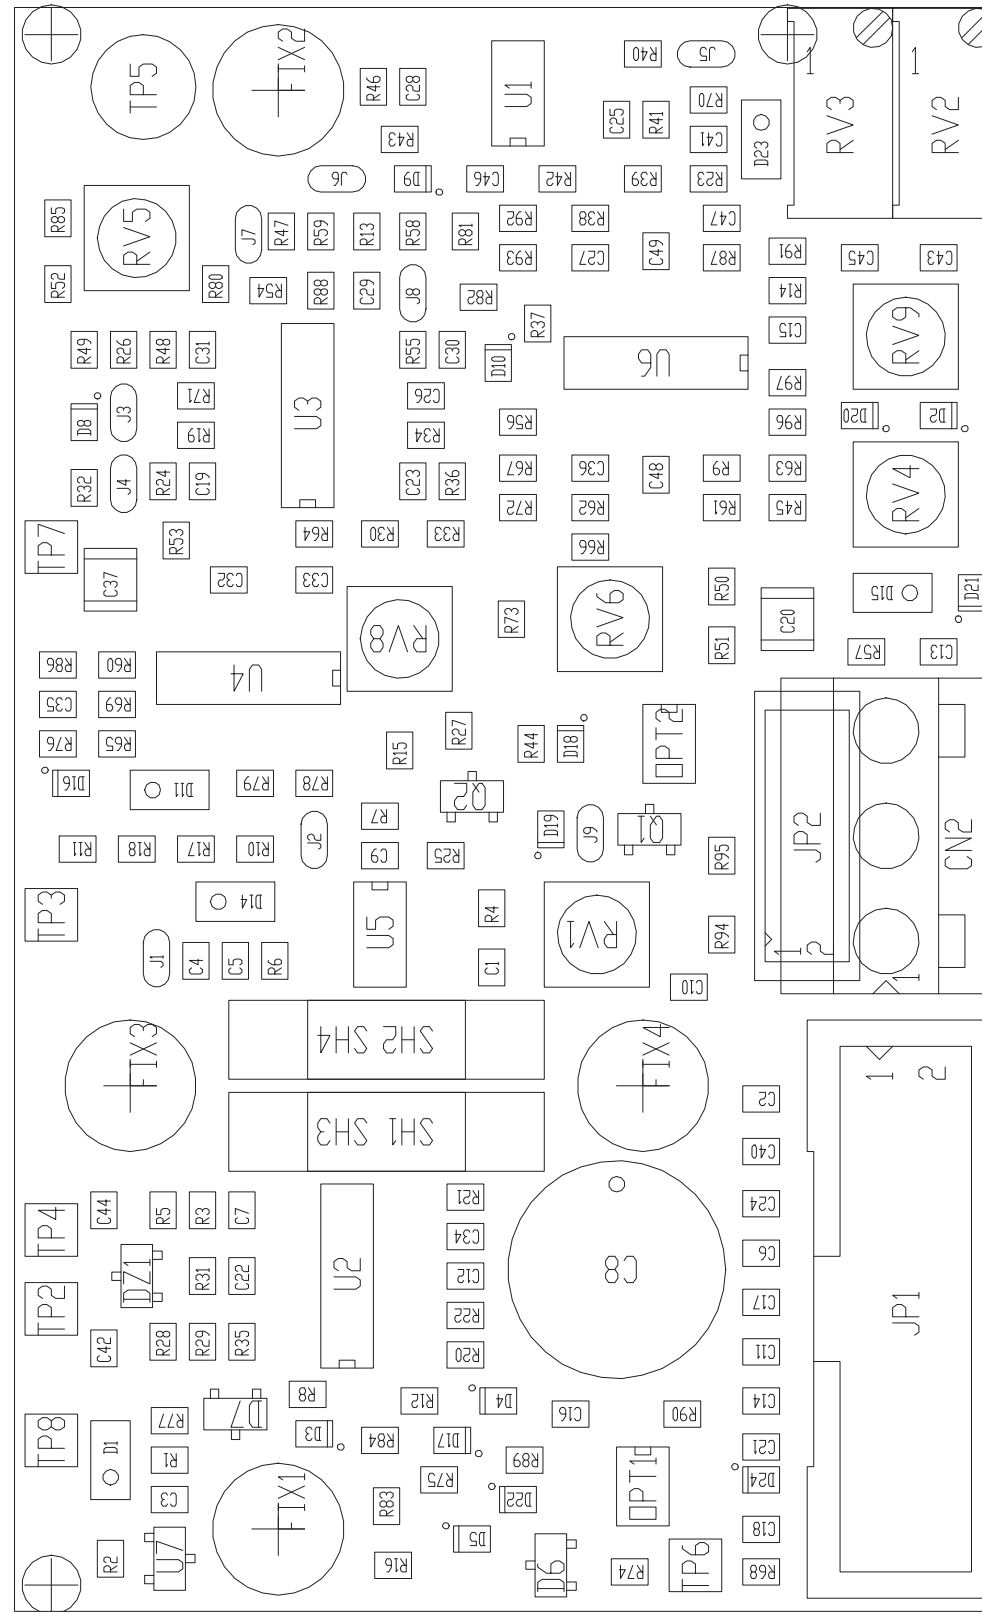 TP5
FIX2
R46
C28
U1
R40
J5
1
1
R43
C25
R41
R70
C41
D23
RV3
RV2
J6
D9
C46
R42
R39
R23
R85
RV5
J7
R47
R59
R13
R58
R81
R92
R38
C47
R93
C27
C49
R87
R91
C45
C43
R52
R80
R54
R88
C29
J8
R82
R37
R14
C15
RV9
R49
R26
R48
C31
U3
R55
C30
D10
U6
R97
D8
J3
R71
R19
C26
R34
R56
R96
D20
D2
R32
J4
R24
C19
C23
R36
R67
C36
C48
R9
R63
R72
R62
R61
R45
RV4
TP7
R53
R64
R30
R33
R66
C37
C32
C33
RV8
R73
RV6
R50
C20
D15
D21
R51
R57
C13
R86
R60
U4
C35
R69
R76
R65
R15
R27
R44
D18
OPT2
D16
D11
R79
R78
Q2
R7
D19
J9
Q1
R11
R18
R17
R10
J2
C9
R25
R95
JP2
CN2
TP3
D14
U5
R4
RV1
R94
J1
C4
C5
R6
C1
C10
1
2
1
FIX3
SH2 SH4
FIX4
1
2
SH1 SH3
C2
C40
TP4
C44
R5
R3
C7
U2
R21
C34
C8
C24
C6
TP2
DZ1
R31
C22
C12
R22
C17
JP1
C42
R28
R29
R35
R20
C11
R8
R12
D4
C16
R90
C14
TP8
D1
R77
D7
D3
R84
D17
R89
OPT1
C21
R1
R75
D24
C3
FIX1
R83
D22
C18
R2
U7
R16
D5
D6
R74
TP6
R68